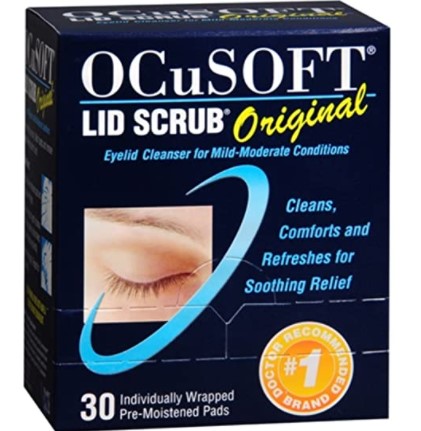 OCuSOFT®
LID SCRUB® Original
Eyelid Cleanser for Mild-Moderate Conditions
Cleans,
Comforts and
Refreshes for
Soothing Relief
DOCTOR RECOMMENDED
#1
BRAND
30 Individually Wrapped
Pre-Moistened Pads